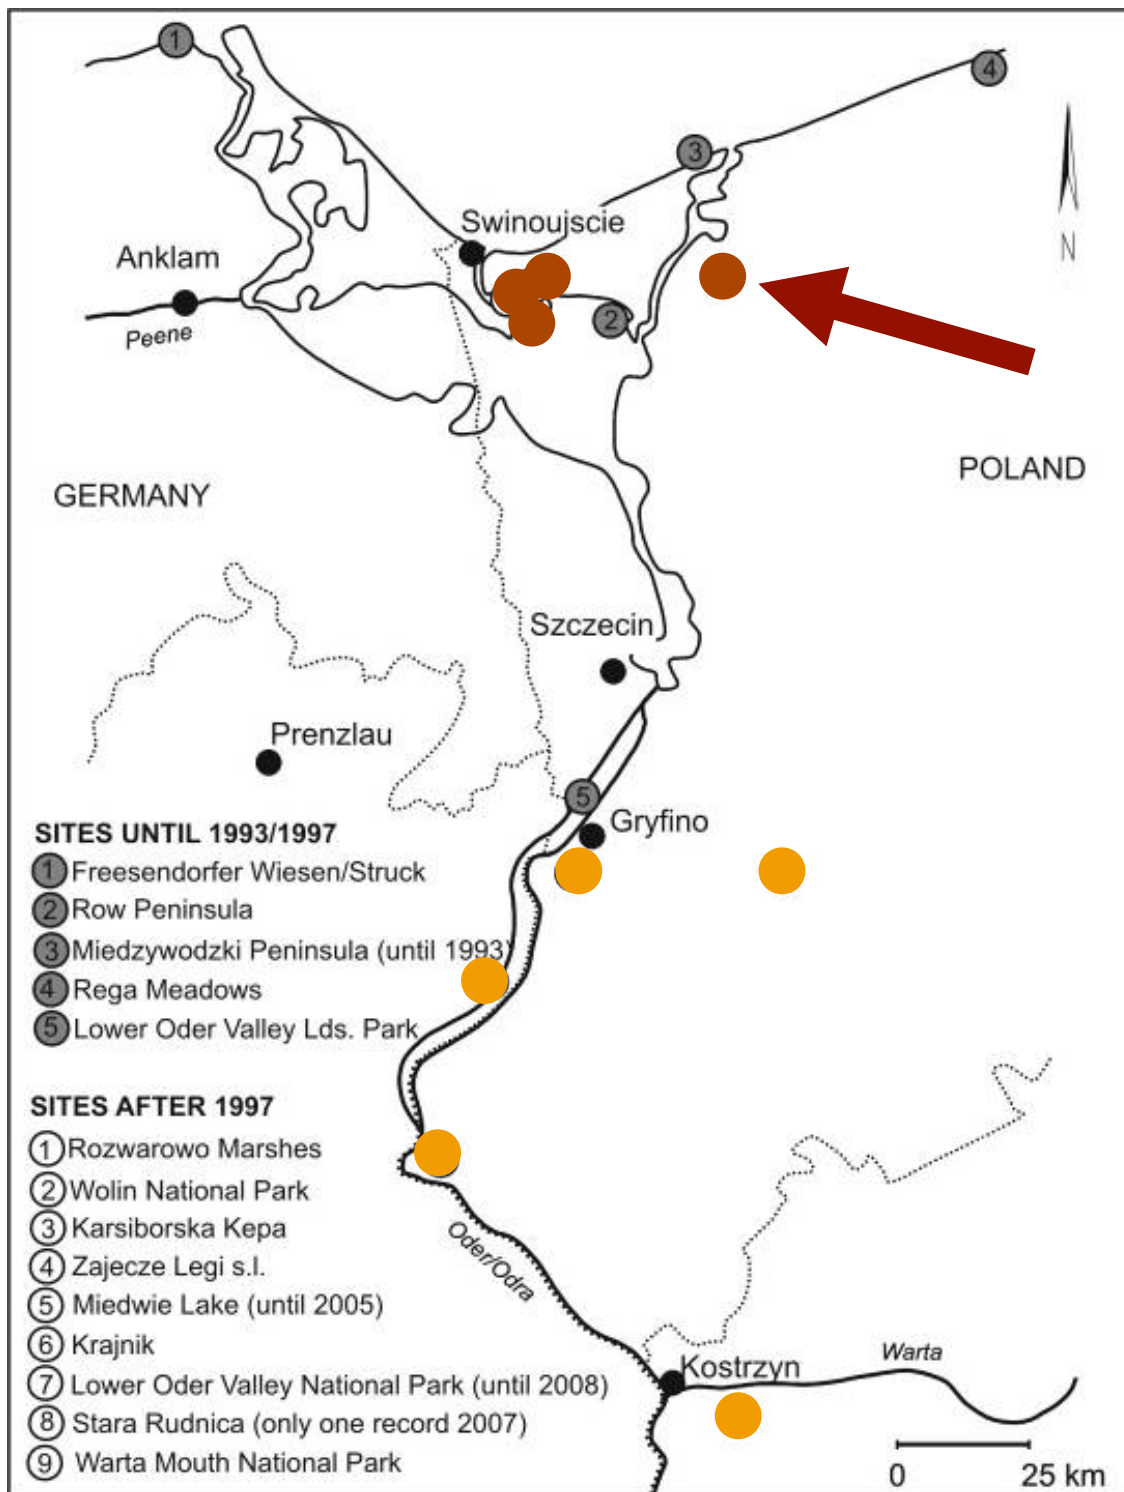 1
4
3
Swinoujscie
Anklam
N
2
Peene
POLAND
GERMANY
Szczecin
Prenzlau
5
Gryfino
SITES UNTIL 1993/1997
1 Freesendorfer Wiesen/Struck
2 Row Peninsula
3 Miedzywodzki Peninsula (until 1993)
4 Rega Meadows
5 Lower Oder Valley Lds. Park
SITES AFTER 1997
1 Rozwarowo Marshes
2 Wolin National Park
3 Karsiborska Kepa
4 Zajecze Legi s.l.
5 Miedwie Lake (until 2005)
6 Krajnik
7 Lower Oder Valley National Park (until 2008)
8 Stara Rudnica (only one record 2007)
9 Warta Mouth National Park
Oder/Odra
Kostrzyn
Warta
0 25 km